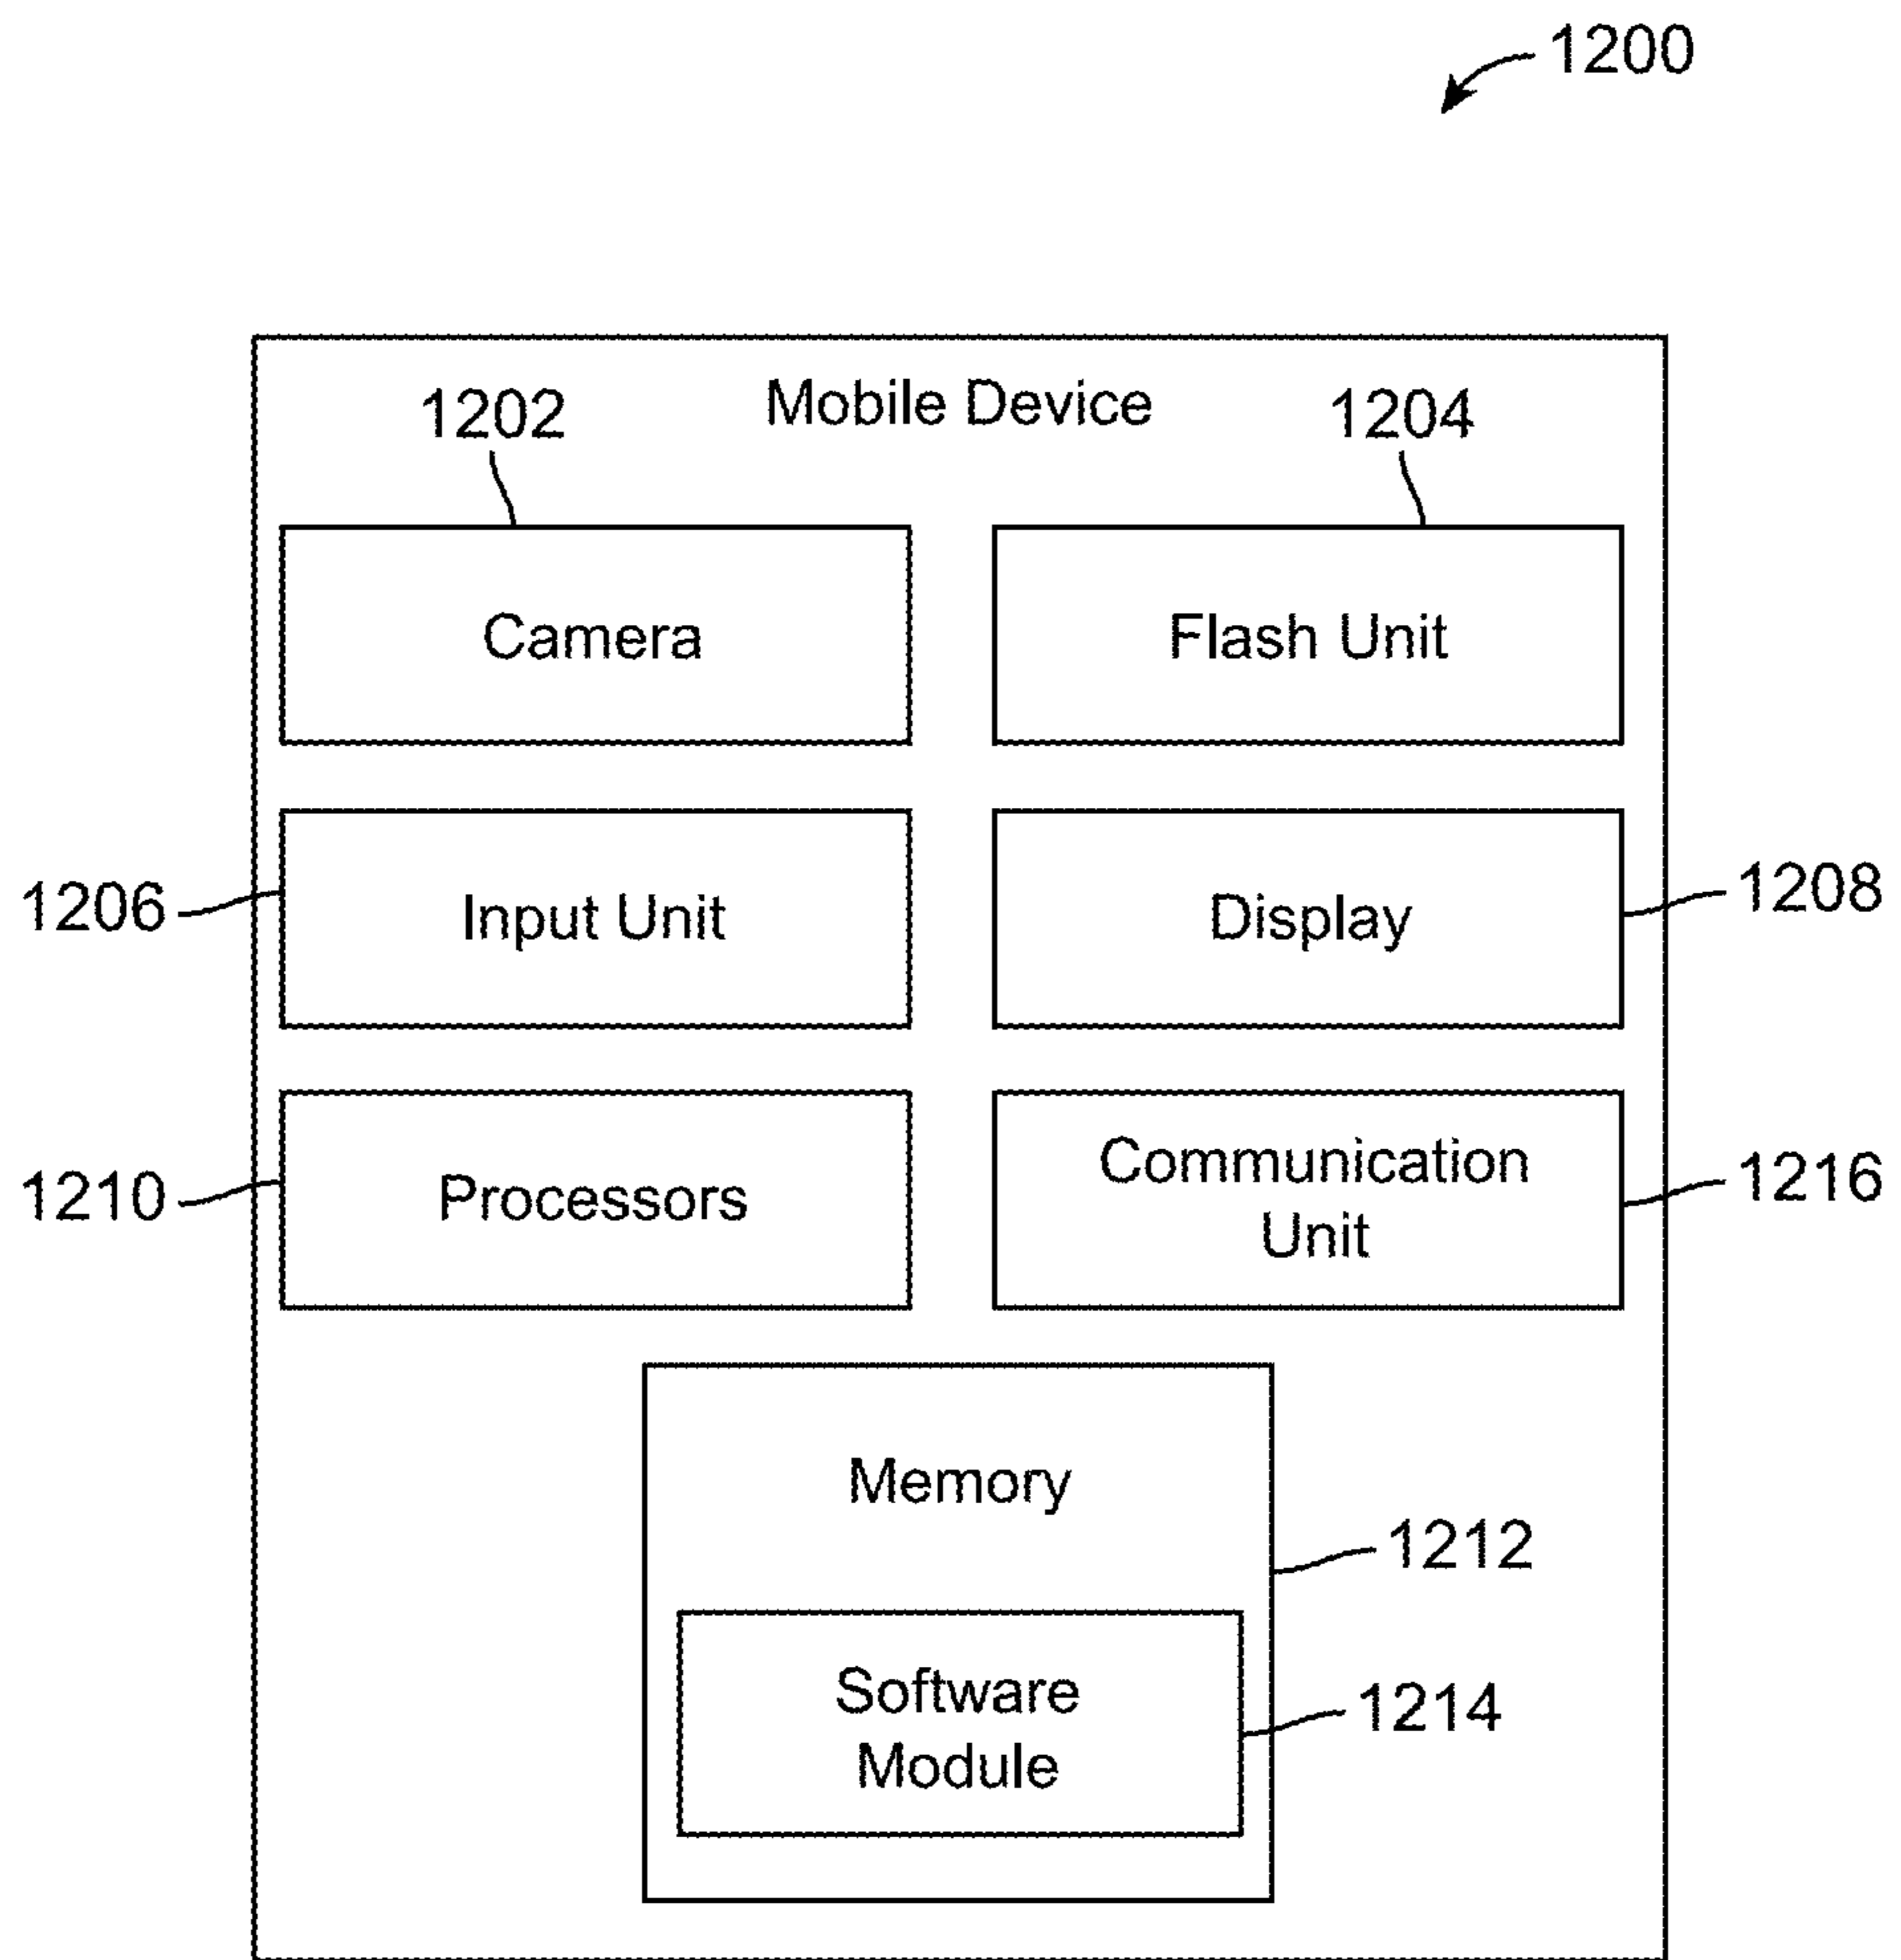 1200
Mobile Device
1202
1204
Camera
Flash Unit
1206
Input Unit
Display
1208
1210
Processors
Communication
Unit
1216
Memory
1212
Software
Module
1214